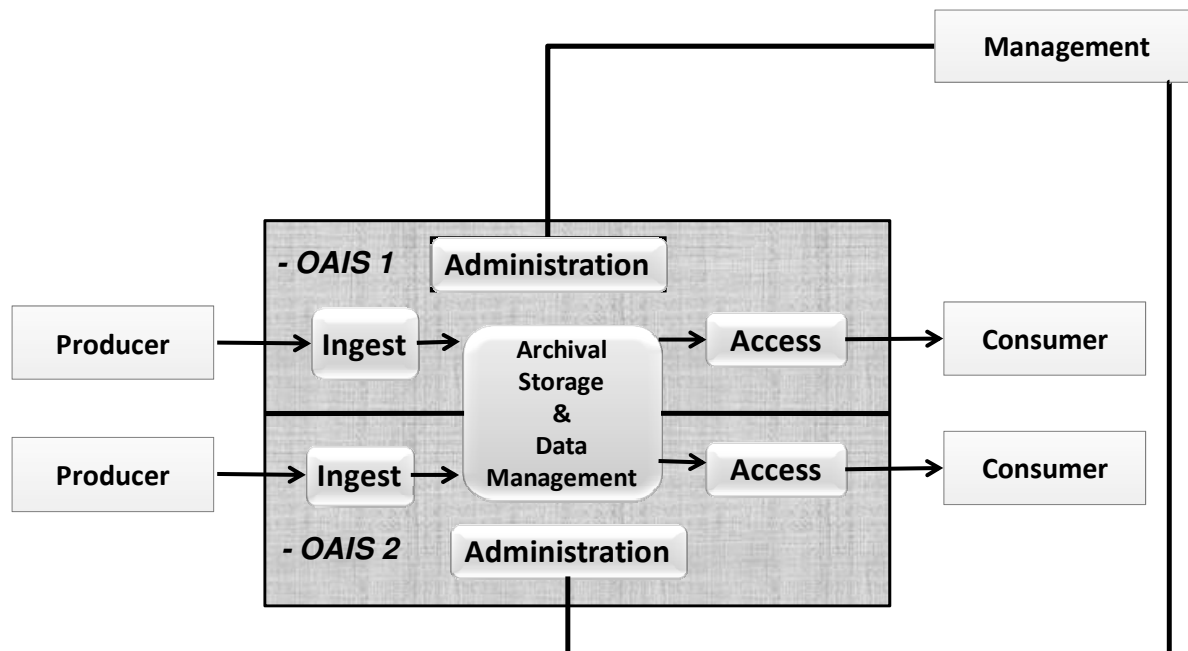 Management
- OAIS 1
Administration
Producer
Ingest
Archival
Storage
&
Data
Management
Access
Consumer
Producer
Ingest
Access
Consumer
- OAIS 2
Administration